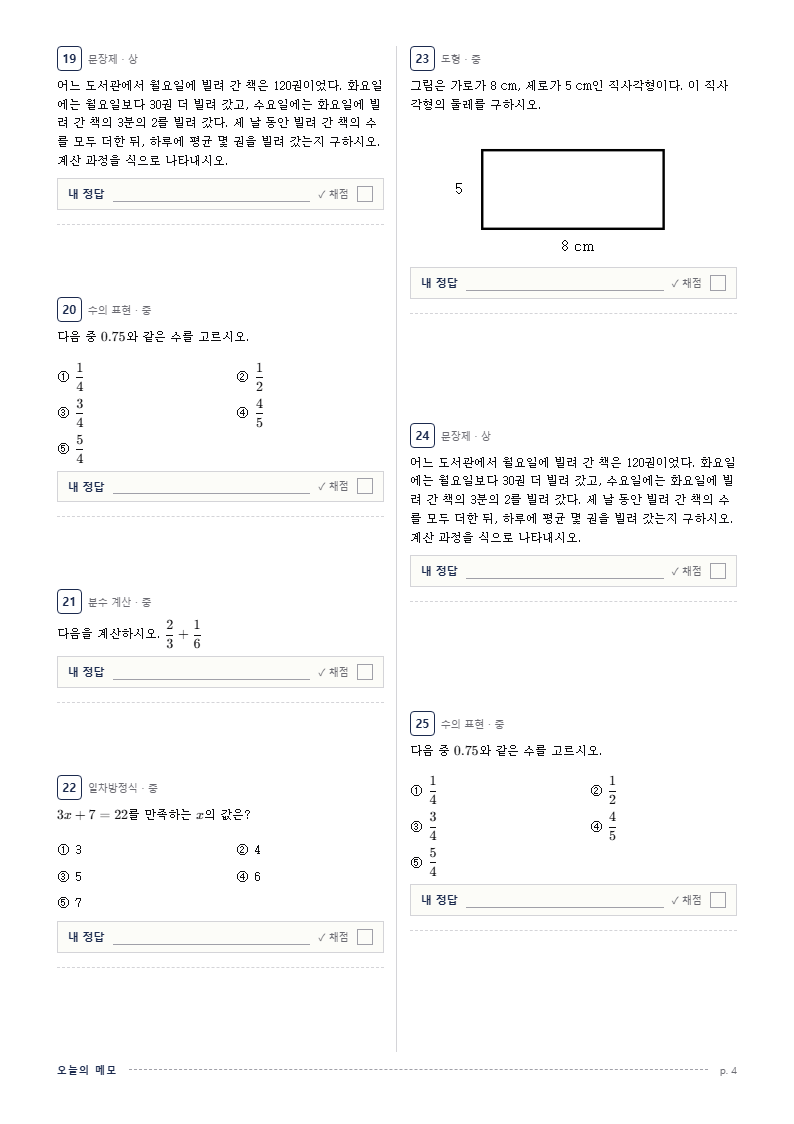 19 문장제 · 상
어느 도서관에서 월요일에 빌려 간 책은 120권이었다. 화요일
에는 월요일보다 30권 더 빌려 갔고, 수요일에는 화요일에 빌
려 간 책의 3분의 2를 빌려 갔다. 세 날 동안 빌려 간 책의 수
를 모두 더한 뒤, 하루에 평균 몇 권을 빌려 갔는지 구하시오.
계산 과정을 식으로 나타내시오.
내 정답 ✓ 채점
20 수의 표현 · 중
다음 중 0.75와 같은 수를 고르시오.
① 1/4 ② 1/2
③ 3/4 ④ 4/5
⑤ 5/4
내 정답 ✓ 채점
21 분수 계산 · 중
다음을 계산하시오. 2/3 + 1/6
내 정답 ✓ 채점
22 일차방정식 · 중
3x + 7 = 22를 만족하는 x의 값은?
① 3 ② 4
③ 5 ④ 6
⑤ 7
내 정답 ✓ 채점
23 도형 · 중
그림은 가로가 8 cm, 세로가 5 cm인 직사각형이다. 이 직사
각형의 둘레를 구하시오.
5
8 cm
내 정답 ✓ 채점
24 문장제 · 상
어느 도서관에서 월요일에 빌려 간 책은 120권이었다. 화요일
에는 월요일보다 30권 더 빌려 갔고, 수요일에는 화요일에 빌
려 간 책의 3분의 2를 빌려 갔다. 세 날 동안 빌려 간 책의 수
를 모두 더한 뒤, 하루에 평균 몇 권을 빌려 갔는지 구하시오.
계산 과정을 식으로 나타내시오.
내 정답 ✓ 채점
25 수의 표현 · 중
다음 중 0.75와 같은 수를 고르시오.
① 1/4 ② 1/2
③ 3/4 ④ 4/5
⑤ 5/4
내 정답 ✓ 채점
오늘의 메모 p. 4